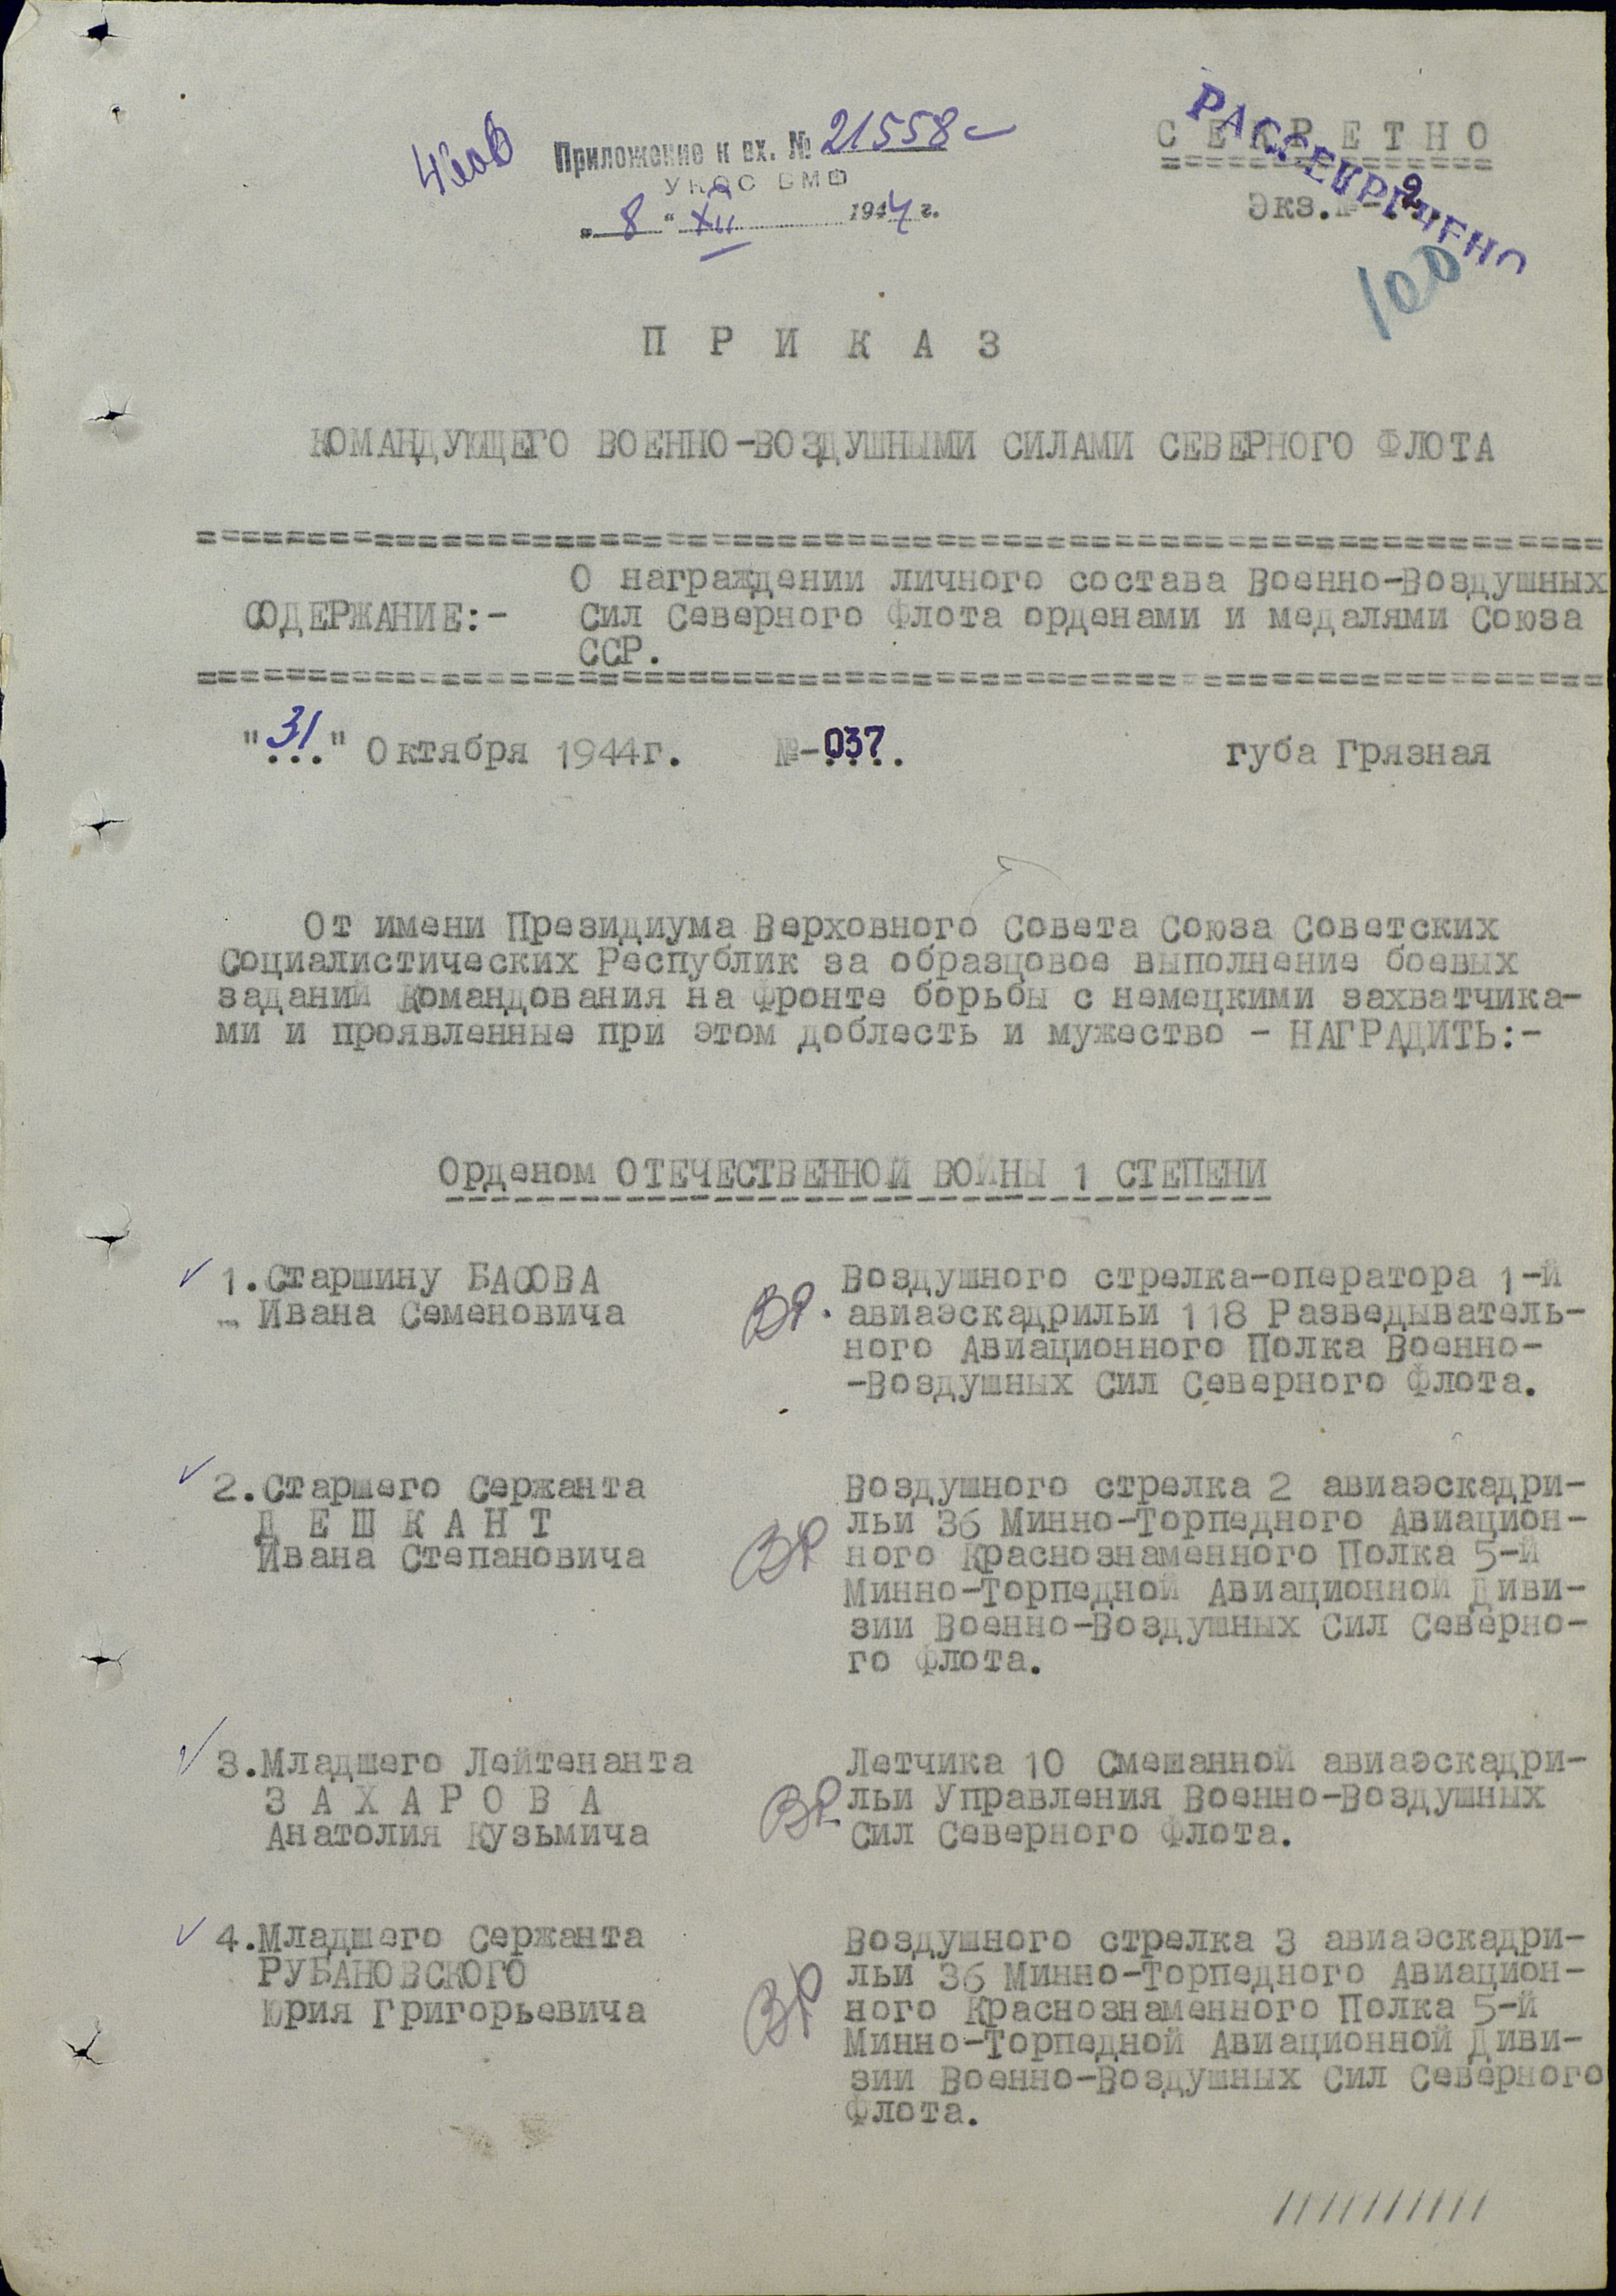 Приложение к вх. № 21558с
УКОС ВМФ
„ 8 “ XII 1944 г.
СЕКРЕТНО
РАССЕКРЕЧЕНО
Экз.№-2
100
ПРИКАЗ
КОМАНДУЮЩЕГО ВОЕННО-ВОЗДУШНЫМИ СИЛАМИ СЕВЕРНОГО ФЛОТА
СОДЕРЖАНИЕ:- О награждении личного состава Военно-Воздушных
Сил Северного Флота орденами и медалями Союза
ССР.
"31" Октября 1944г. №-037. губа Грязная
От имени Президиума Верховного Совета Союза Советских
Социалистических Республик за образцовое выполнение боевых
заданий Командования на Фронте борьбы с немецкими захватчика-
ми и проявленные при этом доблесть и мужество - НАГРАДИТЬ:-
Орденом ОТЕЧЕСТВЕННОЙ ВОЙНЫ 1 СТЕПЕНИ
1.Старшину БАСОВА
Ивана Семеновича
Воздушного стрелка-оператора 1-й
авиаэскадрильи 118 Разведыватель-
ного Авиационного Полка Военно-
-Воздушных Сил Северного Флота.
2.Старшего Сержанта
ДЕШКАНТ
Ивана Степановича
Воздушного стрелка 2 авиаэскадри-
льи 36 Минно-Торпедного Авиацион-
ного Краснознаменного Полка 5-й
Минно-Торпедной Авиационной Диви-
зии Военно-Воздушных Сил Северно-
го Флота.
3.Младшего Лейтенанта
ЗАХАРОВА
Анатолия Кузьмича
Летчика 10 Смешанной авиаэскадри-
льи Управления Военно-Воздушных
Сил Северного Флота.
4.Младшего Сержанта
РУБАНОВСКОГО
Юрия Григорьевича
Воздушного стрелка 3 авиаэскадри-
льи 36 Минно-Торпедного Авиацион-
ного Краснознаменного Полка 5-й
Минно-Торпедной Авиационной Диви-
зии Военно-Воздушных Сил Северного
Флота.
//////////